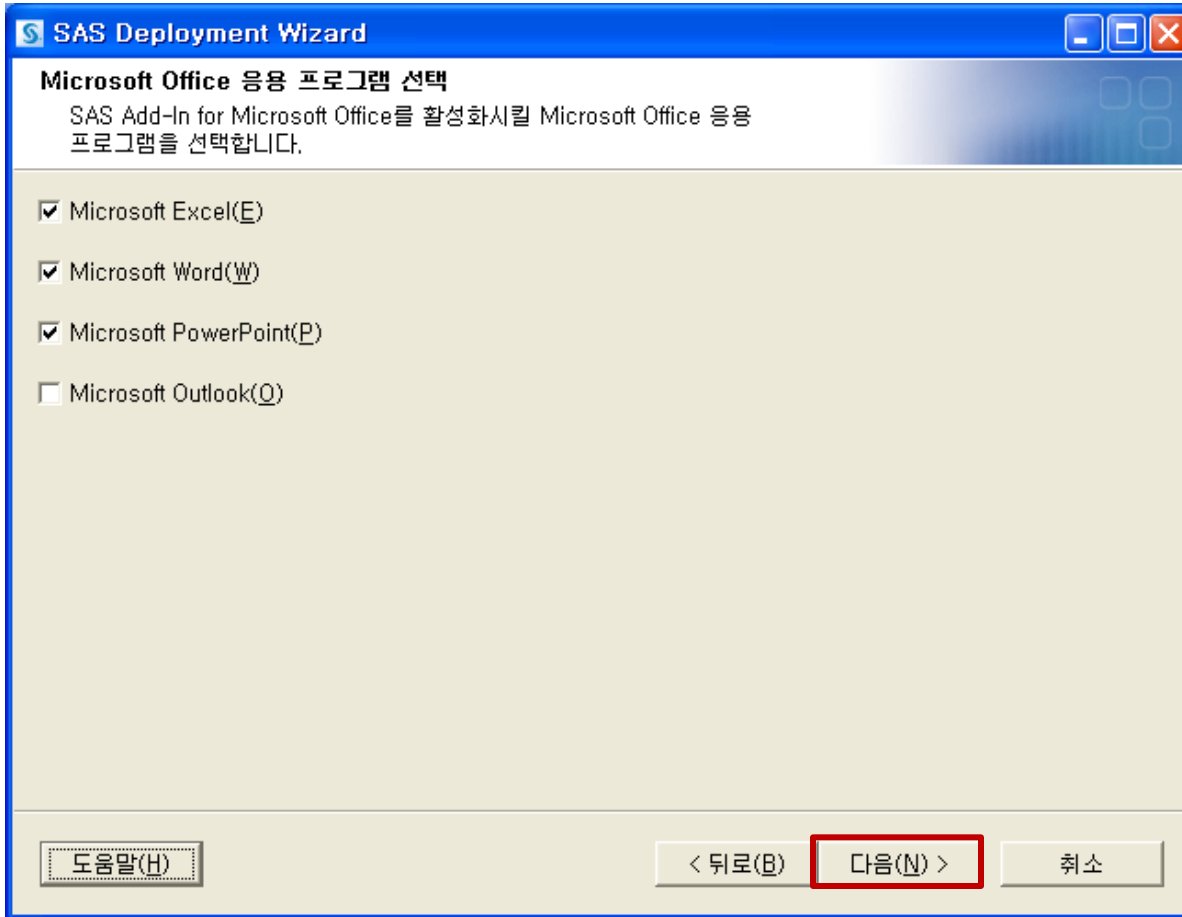 SAS Deployment Wizard
Microsoft Office 응용 프로그램 선택
SAS Add-In for Microsoft Office를 활성화시킬 Microsoft Office 응용
프로그램을 선택합니다.
Microsoft Excel(E)
Microsoft Word(W)
Microsoft PowerPoint(P)
Microsoft Outlook(O)
도움말(H)
< 뒤로(B)
다음(N) >
취소